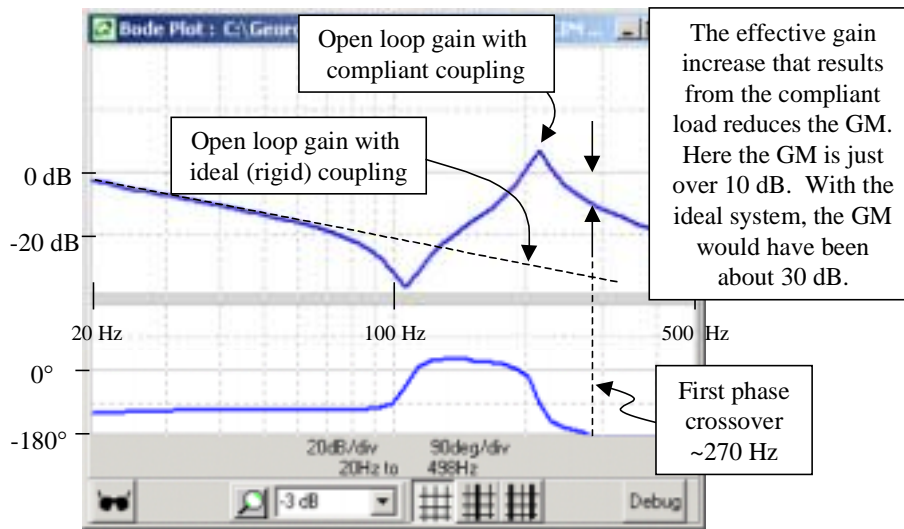 Bode Plot : C:\Geor
Open loop gain with
compliant coupling
The effective gain
increase that results
from the compliant
load reduces the GM.
Here the GM is just
over 10 dB. With the
ideal system, the GM
would have been
about 30 dB.
Open loop gain with
ideal (rigid) coupling
0 dB
-20 dB
20 Hz
100 Hz
500 Hz
0°
-180°
First phase
crossover
~270 Hz
20dB/div 90deg/div
20Hz to 498Hz
-3 dB
Debug